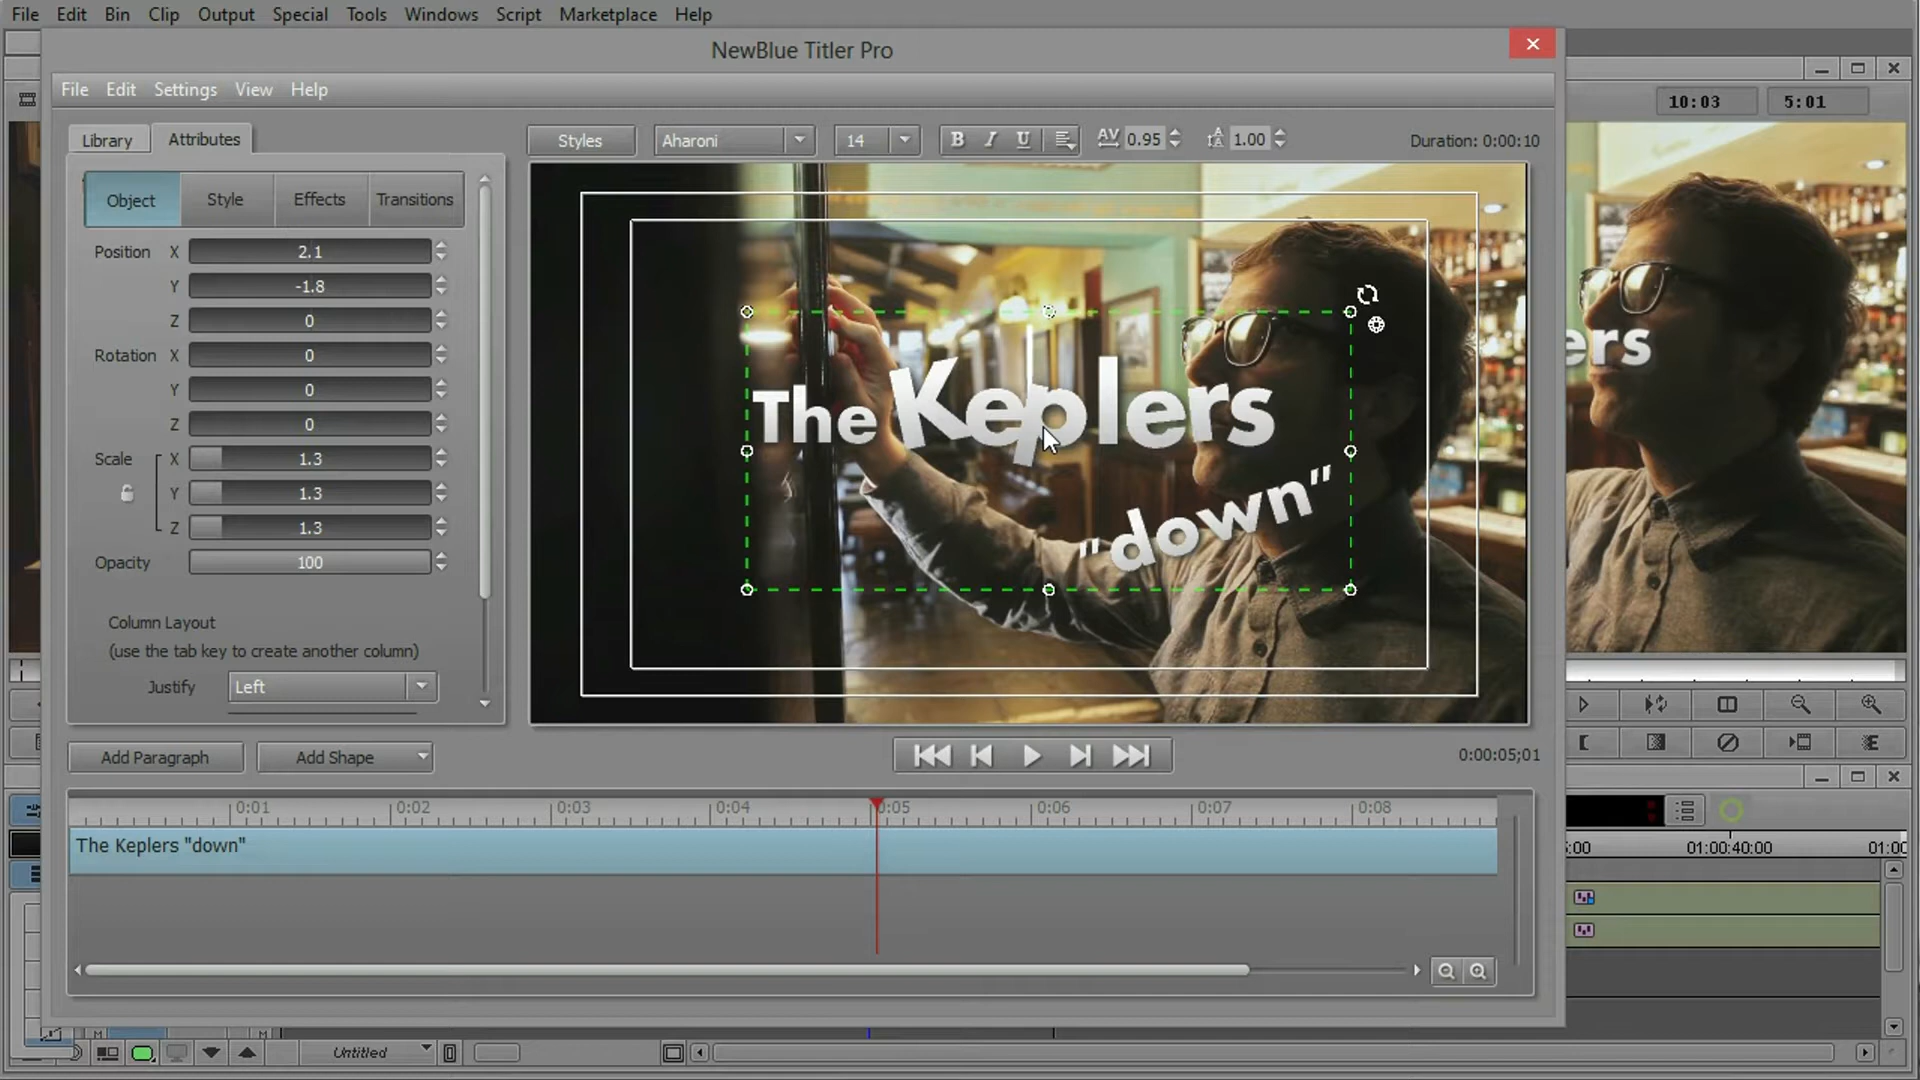 File Edit Bin Clip Output Special Tools Windows Script Marketplace Help
NewBlue Titler Pro
File Edit Settings View Help
10:03 5:01
Library Attributes
Styles Aharoni 14 B I U AV 0.95 tA 1.00 Duration: 0:00:10
Object Style Effects Transitions
Position X 2.1
Y -1.8
Z 0
Rotation X 0
Y 0
Z 0
Scale X 1.3
Y 1.3
Z 1.3
Opacity 100
Column Layout
(use the tab key to create another column)
Justify Left
The Keplers
"down"
ers
Add Paragraph Add Shape
0:00:05;01
0:01 0:02 0:03 0:04 0:05 0:06 0:07 0:08
The Keplers "down"
:00 01:00:40:00 01:00
M M
Untitled